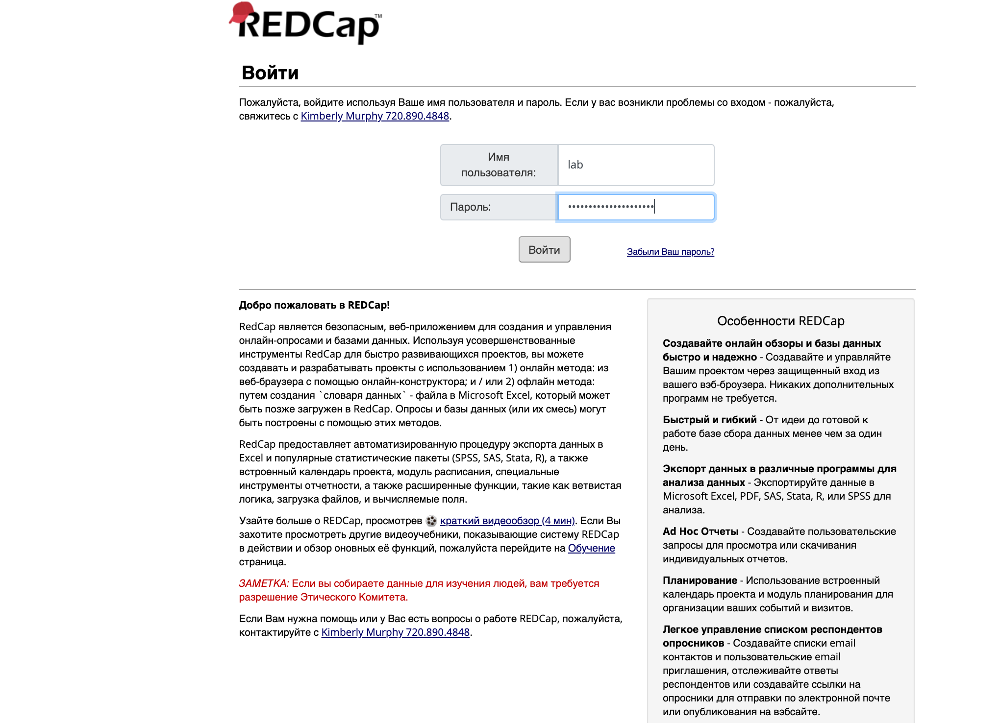 REDCap™
Войти
Пожалуйста, войдите используя Ваше имя пользователя и пароль. Если у вас возникли проблемы со входом - пожалуйста,
свяжитесь с Kimberly Murphy 720.890.4848.
Имя
пользователя:
lab
Пароль:
•••••••••••••••••••••
Войти
Забыли Ваш пароль?
Добро пожаловать в REDCap!
RedCap является безопасным, веб-приложением для создания и управления
онлайн-опросами и базами данных. Используя усовершенствованные
инструменты RedCap для быстро развивающихся проектов, вы можете
создавать и разрабатывать проекты с использованием 1) онлайн метода: из
веб-браузера с помощью онлайн-конструктора; и / или 2) офлайн метода:
путем создания `словаря данных` - файла в Microsoft Excel, который может
быть позже загружен в RedCap. Опросы и базы данных (или их смесь) могут
быть построены с помощью этих методов.
RedCap предоставляет автоматизированную процедуру экспорта данных в
Excel и популярные статистические пакеты (SPSS, SAS, Stata, R), а также
встроенный календарь проекта, модуль расписания, специальные
инструменты отчетности, а также расширенные функции, такие как ветвистая
логика, загрузка файлов, и вычисляемые поля.
Узайте больше о REDCap, просмотрев краткий видеообзор (4 мин). Если Вы
захотите просмотреть другие видеоучебники, показывающие систему REDCap
в действии и обзор оновных её функций, пожалуйста перейдите на Обучение
страница.
ЗАМЕТКА: Если вы собираете данные для изучения людей, вам требуется
разрешение Этического Комитета.
Если Вам нужна помощь или у Вас есть вопросы о работе REDCap, пожалуйста,
контактируйте с Kimberly Murphy 720.890.4848.
Особенности REDCap
Создавайте онлайн обзоры и базы данных
быстро и надежно - Создавайте и управляйте
Вашим проектом через защищенный вход из
вашего вэб-броузера. Никаких дополнительных
программ не требуется.
Быстрый и гибкий - От идеи до готовой к
работе базе сбора данных менее чем за один
день.
Экспорт данных в различные программы для
анализа данных - Экспортируйте данные в
Microsoft Excel, PDF, SAS, Stata, R, или SPSS для
анализа.
Ad Hoc Отчеты - Создавайте пользовательские
запросы для просмотра или скачивания
индивидуальных отчетов.
Планирование - Использование встроенный
календарь проекта и модуль планирования для
организации ваших событий и визитов.
Легкое управление списком респондентов
опросников - Создавайте списки email
контактов и пользовательские email
приглашения, отслеживайте ответы
респондентов или создавайте ссылки на
опросники для отправки по электронной почте
или опубликования на вэбсайте.